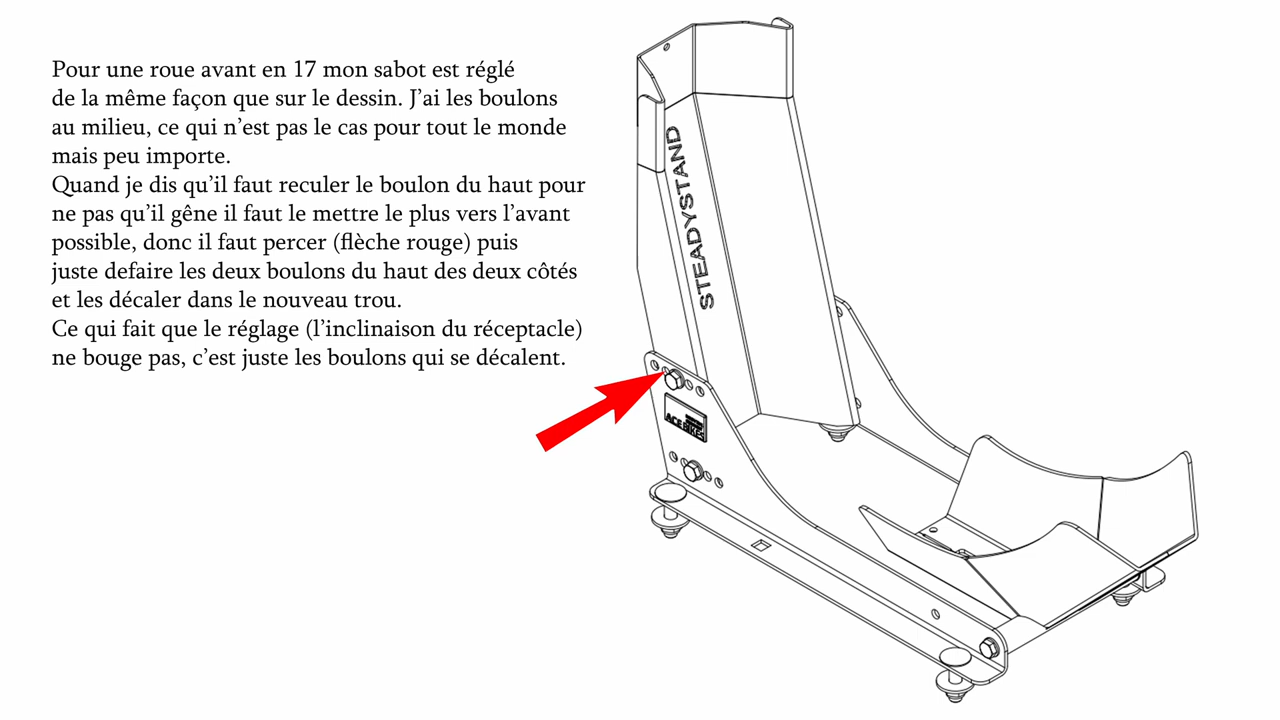 Pour une roue avant en 17 mon sabot est réglé
de la même façon que sur le dessin. J’ai les boulons
au milieu, ce qui n’est pas le cas pour tout le monde
mais peu importe.
Quand je dis qu’il faut reculer le boulon du haut pour
ne pas qu’il gêne il faut le mettre le plus vers l’avant
possible, donc il faut percer (flèche rouge) puis
juste defaire les deux boulons du haut des deux côtés
et les décaler dans le nouveau trou.
Ce qui fait que le réglage (l’inclinaison du réceptacle)
ne bouge pas, c’est juste les boulons qui se décalent.
STEADYSTAND
ACEBIKES